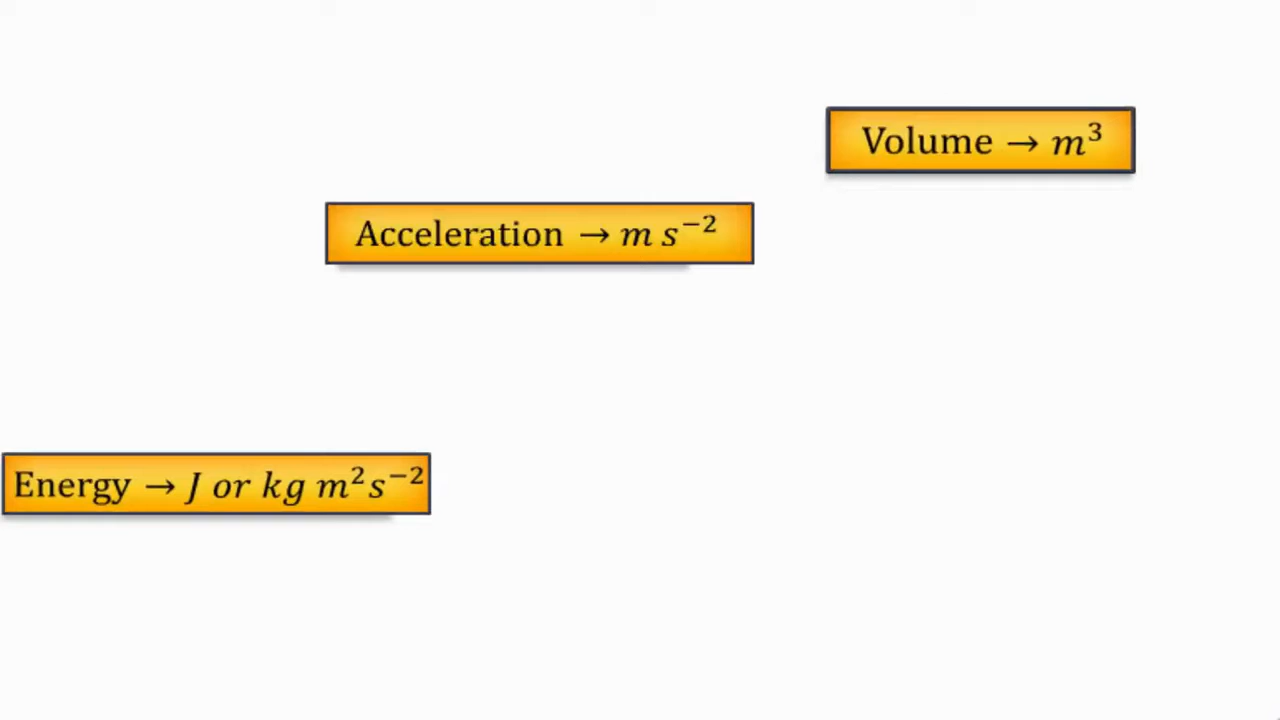 Volume → m³
Acceleration → m s⁻²
Energy → J or kg m²s⁻²